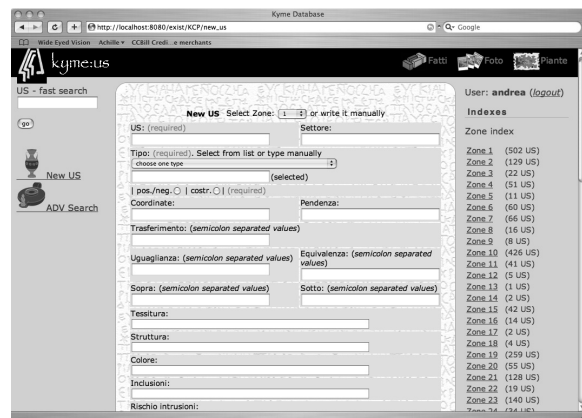 Kyme Database
http://localhost:8080/exist/KCP/new_us
Google
Wide Eyed Vision Achille CCBill Credi...e merchants
kyme:us
Fatti Foto Piante
US - fast search
go
New US
ADV Search
New US Select Zone: 1 or write it manually
US: (required) Settore:
Tipo: (required). Select from list or type manually
choose one type
(selected)
| pos./neg. | costr. | (required)
Coordinate: Pendenza:
Trasferimento: (semicolon separated values)
Uguaglianza: (semicolon separated values) Equivalenza: (semicolon separated values)
Sopra: (semicolon separated values) Sotto: (semicolon separated values)
Tessitura:
Struttura:
Colore:
Inclusioni:
Rischio intrusioni:
User: andrea (logout)
Indexes
Zone index
Zone 1 (502 US)
Zone 2 (129 US)
Zone 3 (22 US)
Zone 4 (51 US)
Zone 5 (11 US)
Zone 6 (60 US)
Zone 7 (66 US)
Zone 8 (16 US)
Zone 9 (8 US)
Zone 10 (426 US)
Zone 11 (41 US)
Zone 12 (5 US)
Zone 13 (1 US)
Zone 14 (2 US)
Zone 15 (42 US)
Zone 16 (14 US)
Zone 17 (2 US)
Zone 18 (4 US)
Zone 19 (259 US)
Zone 20 (55 US)
Zone 21 (128 US)
Zone 22 (19 US)
Zone 23 (140 US)
Zone 24 (34 US)